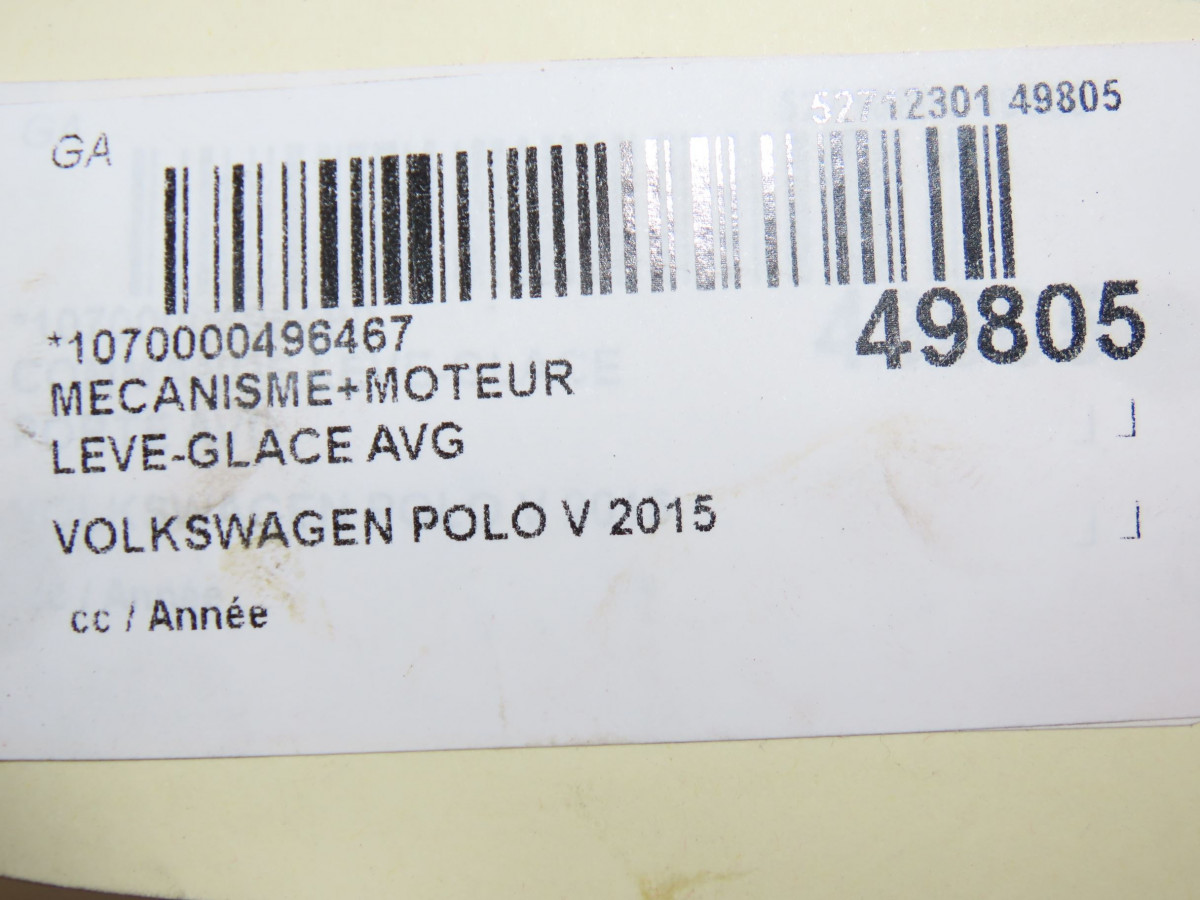 52712301 49805
GA
*1070000496467
49805
MECANISME+MOTEUR
LEVE-GLACE AVG
VOLKSWAGEN POLO V 2015
cc / Année